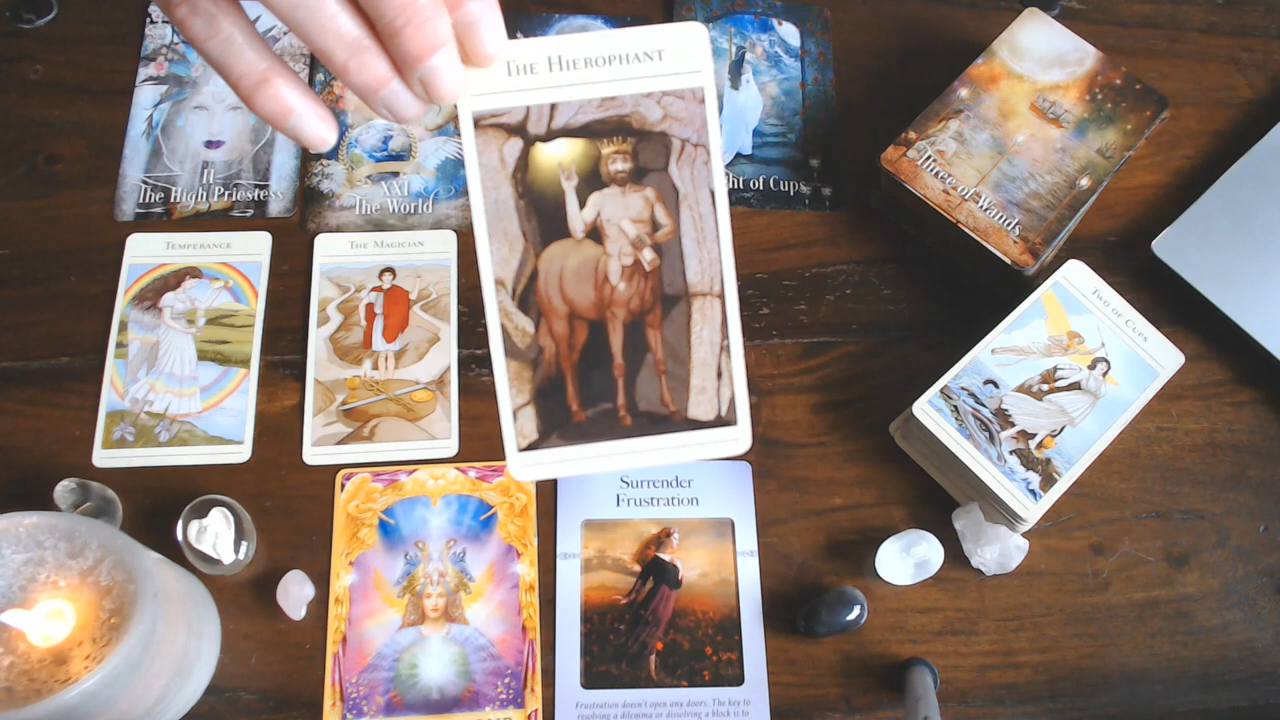 II
The High Priestess
XXI
The World
The Hierophant
ht of Cups
Three of Wands
Temperance
The Magician
Two of Cups
Surrender
Frustration
Frustration doesn't open any doors. The key to
resolving a dilemma or dissolving a block is to